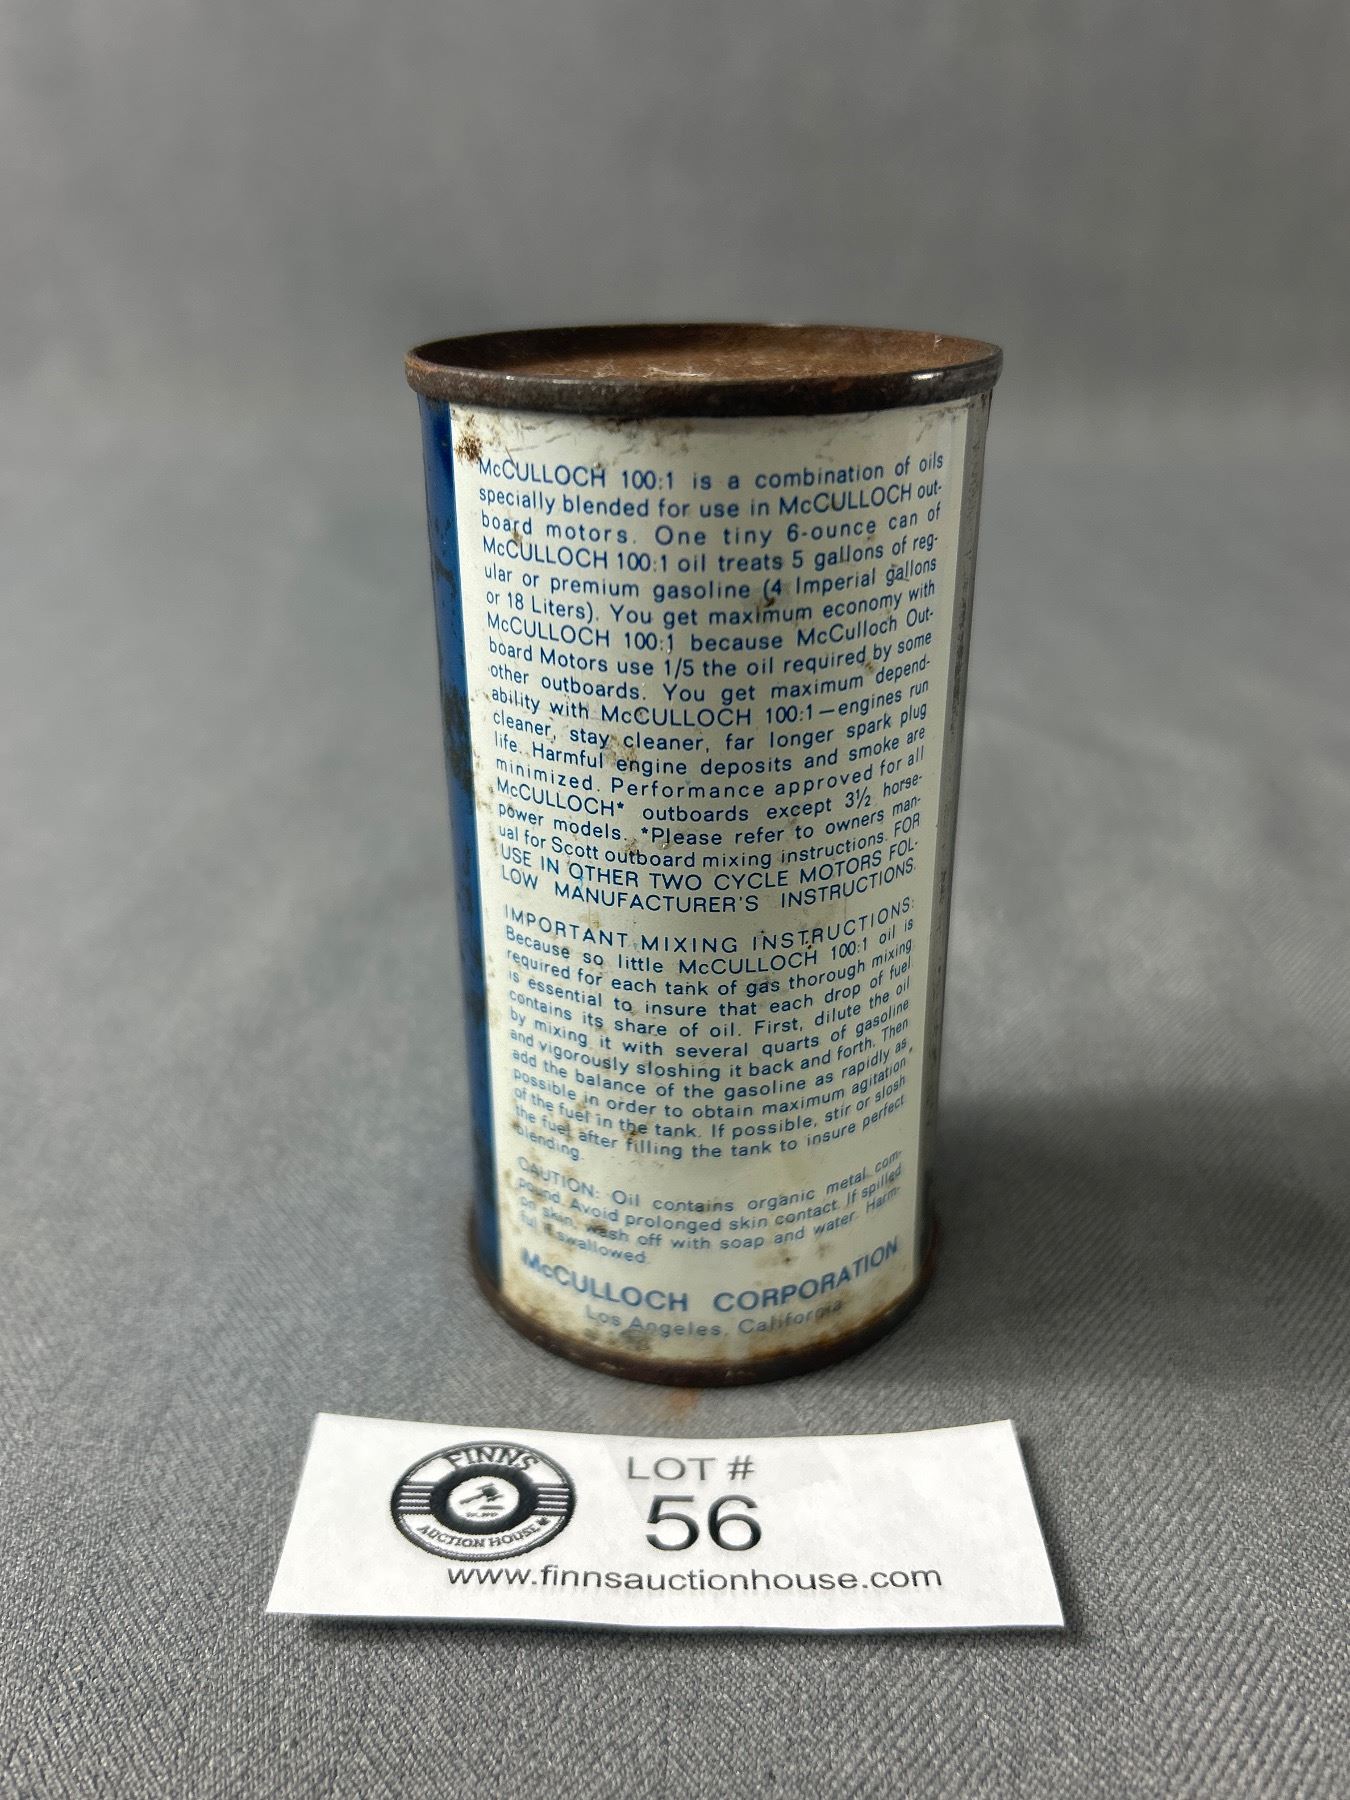 McCULLOCH 100:1 is a combination of oils
specially blended for use in McCULLOCH out-
board motors. One tiny 6-ounce can of
McCULLOCH 100:1 oil treats 5 gallons of reg-
ular or premium gasoline (4 Imperial gallons
or 18 Liters). You get maximum economy with
McCULLOCH 100:1 because McCulloch Out-
board Motors use 1/5 the oil required by some
other outboards. You get maximum depend-
ability with McCULLOCH 100:1—engines run
cleaner, stay cleaner, far longer spark plug
life. Harmful engine deposits and smoke are
minimized. Performance approved for all
McCULLOCH* outboards except 3½ horse-
power models. *Please refer to owners man-
ual for Scott outboard mixing instructions. FOR
USE IN OTHER TWO CYCLE MOTORS FOL-
LOW MANUFACTURER'S INSTRUCTIONS.
IMPORTANT MIXING INSTRUCTIONS:
Because so little McCULLOCH 100:1 oil is
required for each tank of gas thorough mixing
is essential to insure that each drop of fuel
contains its share of oil. First, dilute the oil
by mixing it with several quarts of gasoline
and vigorously sloshing it back and forth. Then
add the balance of the gasoline as rapidly as
possible in order to obtain maximum agitation
of the fuel in the tank. If possible, stir or slosh
the fuel after filling the tank to insure perfect
blending.
CAUTION: Oil contains organic metal com-
pound. Avoid prolonged skin contact. If spilled
on skin, wash off with soap and water. Harm-
ful if swallowed.
McCULLOCH CORPORATION
Los Angeles, California
FINNS
AUCTION HOUSE
LOT #
56
www.finnsauctionhouse.com